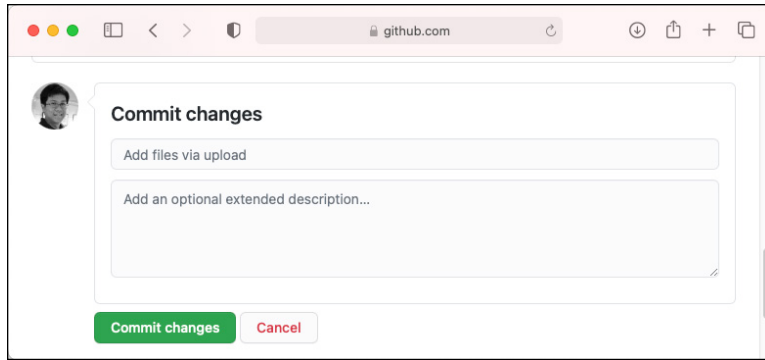 github.com
Commit changes
Add files via upload
Add an optional extended description...
Commit changes
Cancel